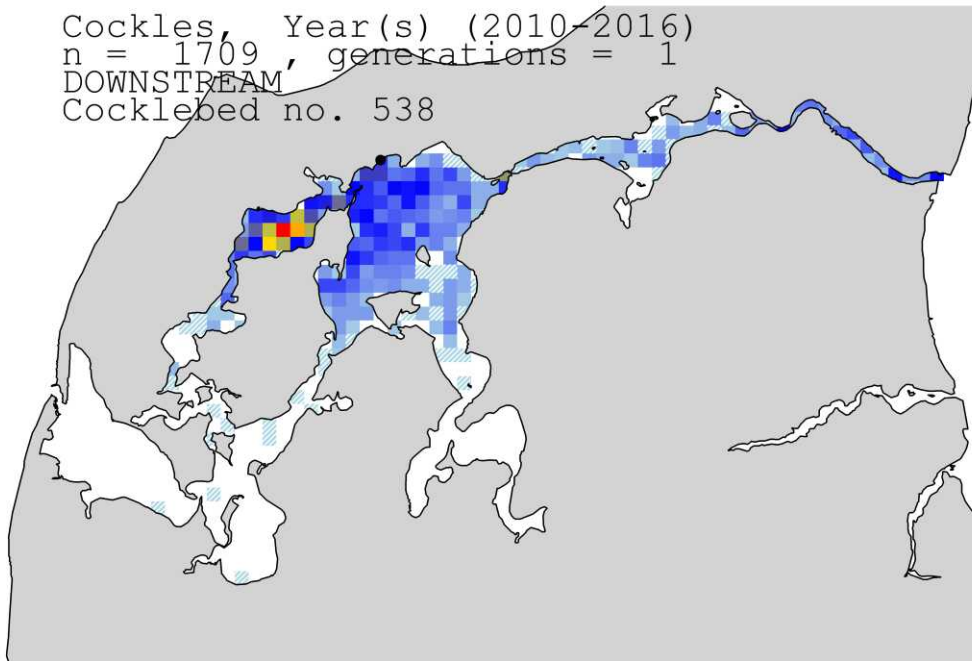 Cockles, Year(s) (2010-2016)
n = 1709 , generations = 1
DOWNSTREAM
Cocklebed no. 538